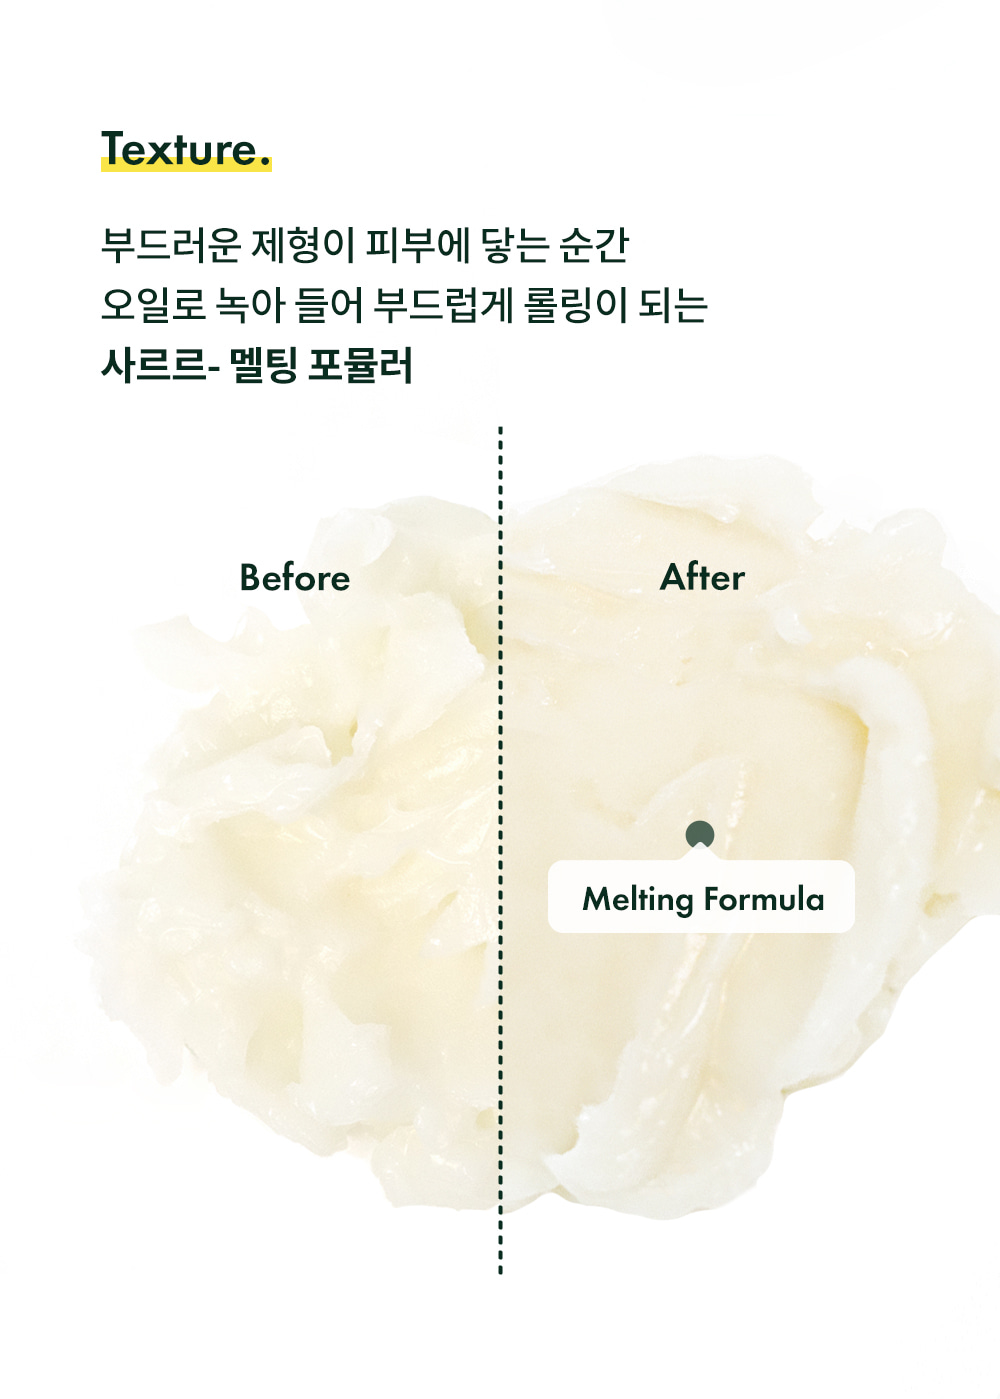 Texture.
부드러운 제형이 피부에 닿는 순간
오일로 녹아 들어 부드럽게 롤링이 되는
사르르- 멜팅 포뮬러
Before
After
Melting Formula